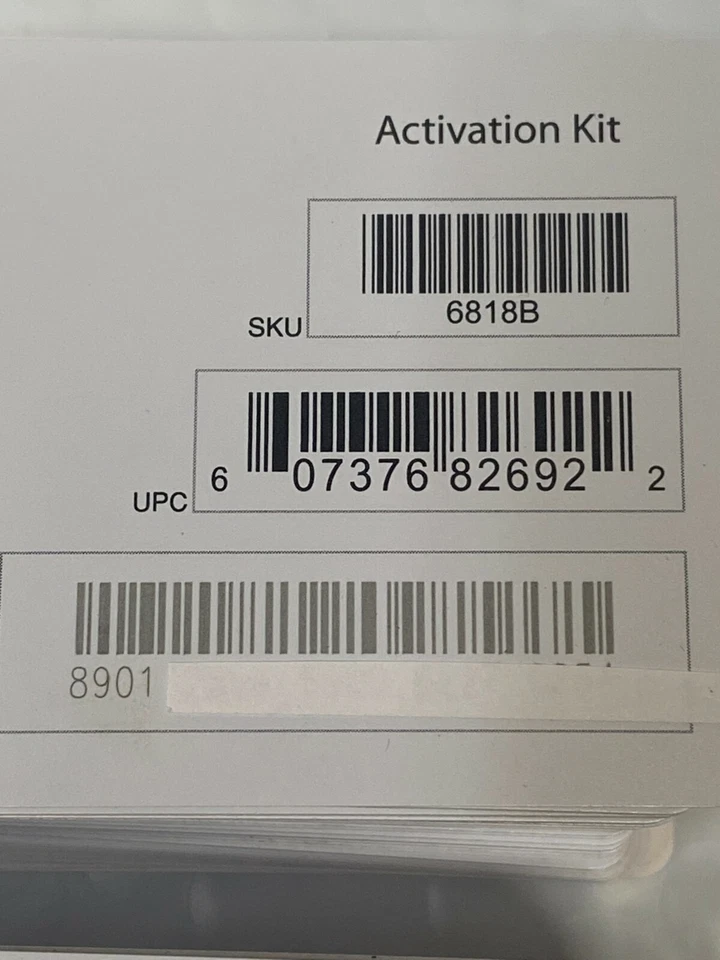 Activation Kit
6818B
SKU
6 07376 82692 2
UPC
8901